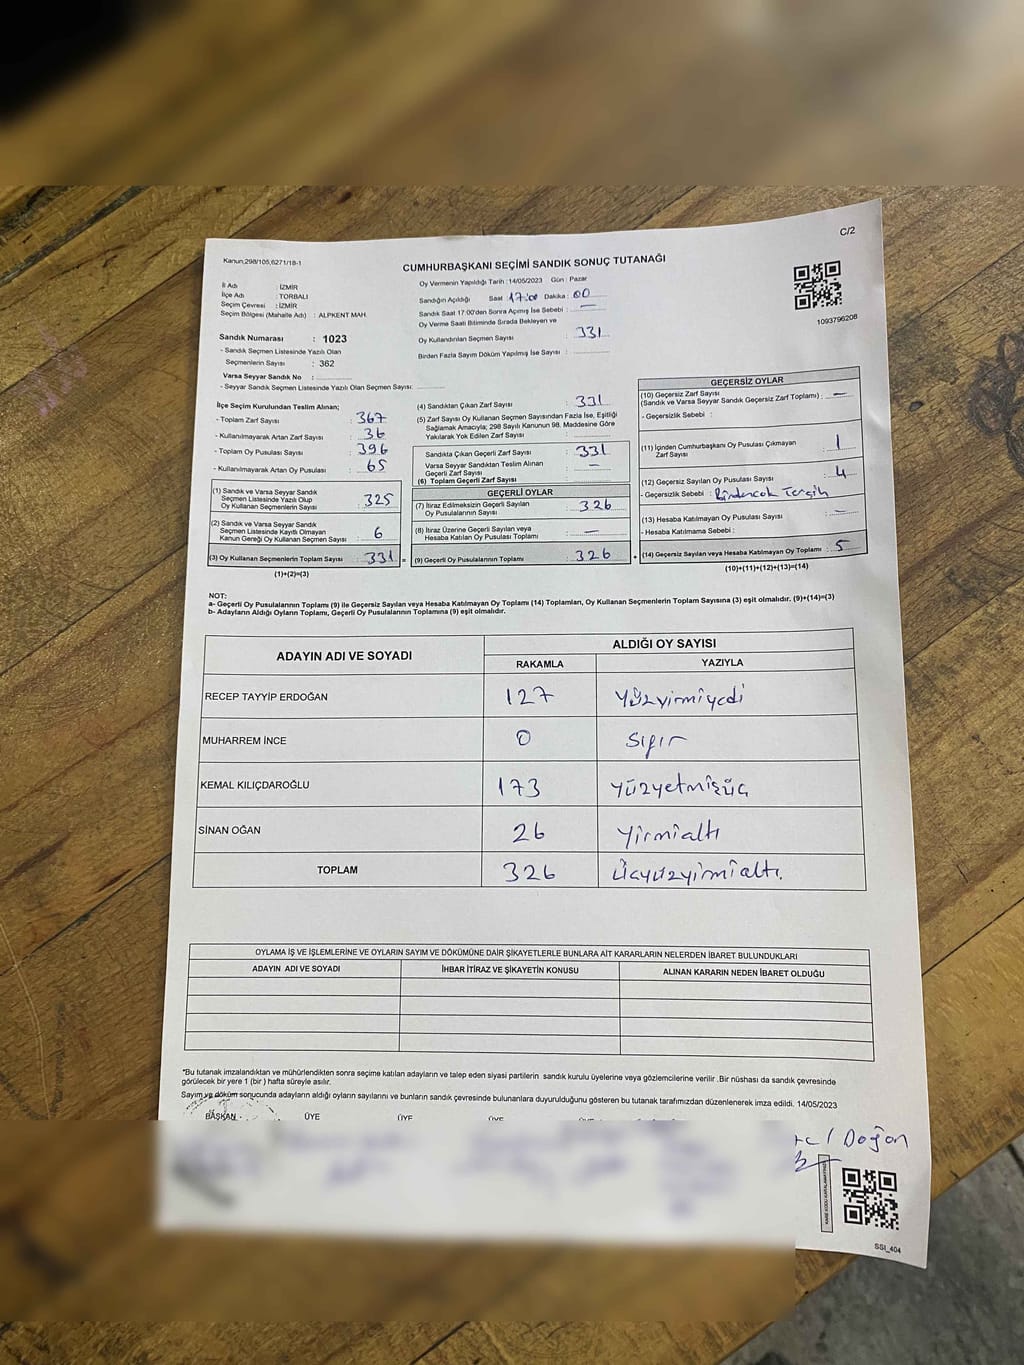 C/2
Kanun,298/105,6271/18-1
CUMHURBAŞKANI SEÇİMİ SANDIK SONUÇ TUTANAĞI
İl Adı : İZMİR
İlçe Adı : TORBALI
Seçim Çevresi : İZMİR
Seçim Bölgesi (Mahalle Adı) : ALPKENT MAH.
Oy Vermenin Yapıldığı Tarih :14/05/2023 Gün : Pazar
Sandığın Açıldığı Saat 17:00 Dakika : 00
Sandık Saat 17:00'den Sonra Açılmış İse Sebebi : —
Oy Verme Saati Bitiminde Sırada Bekleyen ve
Oy Kullandırılan Seçmen Sayısı : 331
Birden Fazla Sayım Döküm Yapılmış İse Sayısı :
1093796208
Sandık Numarası : 1023
- Sandık Seçmen Listesinde Yazılı Olan
Seçmenlerin Sayısı : 362
Varsa Seyyar Sandık No :
- Seyyar Sandık Seçmen Listesinde Yazılı Olan Seçmen Sayısı:
İlçe Seçim Kurulundan Teslim Alınan;
- Toplam Zarf Sayısı : 367
- Kullanılmayarak Artan Zarf Sayısı : 36
- Toplam Oy Pusulası Sayısı : 396
- Kullanılmayarak Artan Oy Pusulası : 65
(1) Sandık ve Varsa Seyyar Sandık
Seçmen Listesinde Yazılı Olup
Oy Kullanan Seçmenlerin Sayısı : 325
(2) Sandık ve Varsa Seyyar Sandık
Seçmen Listesinde Kayıtlı Olmayan
Kanun Gereği Oy Kullanan Seçmen Sayısı : 6
(3) Oy Kullanan Seçmenlerin Toplam Sayısı : 331 =
(1)+(2)=(3)
(4) Sandıktan Çıkan Zarf Sayısı : 331
(5) Zarf Sayısı Oy Kullanan Seçmen Sayısından Fazla İse, Eşitliği
Sağlamak Amacıyla; 298 Sayılı Kanunun 98. Maddesine Göre
Yakılarak Yok Edilen Zarf Sayısı :
Sandıkta Çıkan Geçerli Zarf Sayısı : 331
Varsa Seyyar Sandıktan Teslim Alınan
Geçerli Zarf Sayısı : —
(6) Toplam Geçerli Zarf Sayısı :
GEÇERLİ OYLAR
(7) İtiraz Edilmeksizin Geçerli Sayılan
Oy Pusulalarının Sayısı : 326
(8) İtiraz Üzerine Geçerli Sayılan veya
Hesaba Katılan Oy Pusulalarının Toplamı : —
(9) Geçerli Oy Pusulalarının Toplamı : 326 +
GEÇERSİZ OYLAR
(10) Geçersiz Zarf Sayısı
(Sandık ve Varsa Seyyar Sandık Geçersiz Zarf Toplamı) : —
- Geçersizlik Sebebi :
(11) İçinden Cumhurbaşkanı Oy Pusulası Çıkmayan
Zarf Sayısı : 1
(12) Geçersiz Sayılan Oy Pusulası Sayısı : 4
- Geçersizlik Sebebi : Birdencok Tercih
(13) Hesaba Katılmayan Oy Pusulası Sayısı : —
- Hesaba Katılmama Sebebi :
(14) Geçersiz Sayılan veya Hesaba Katılmayan Oy Toplamı : 5
(10)+(11)+(12)+(13)=(14)
NOT:
a- Geçerli Oy Pusulalarının Toplamı (9) ile Geçersiz Sayılan veya Hesaba Katılmayan Oy Toplamı (14) Toplamları, Oy Kullanan Seçmenlerin Toplam Sayısına (3) eşit olmalıdır. (9)+(14)=(3)
b- Adayların Aldığı Oyların Toplamı, Geçerli Oy Pusulalarının Toplamına (9) eşit olmalıdır.
ADAYIN ADI VE SOYADI
ALDIĞI OY SAYISI
RAKAMLA YAZIYLA
RECEP TAYYİP ERDOĞAN 127 Yüzyirmiyedi
MUHARREM İNCE 0 Sıfır
KEMAL KILIÇDAROĞLU 173 yüzyetmişüç
SİNAN OĞAN 26 Yirmialtı
TOPLAM 326 Üçyüzyirmialtı.
OYLAMA İŞ VE İŞLEMLERİNE VE OYLARIN SAYIM VE DÖKÜMÜNE DAİR ŞİKAYETLERLE BUNLARA AİT KARARLARIN NELERDEN İBARET BULUNDUKLARI
ADAYIN ADI VE SOYADI İHBAR İTİRAZ VE ŞİKAYETİN KONUSU ALINAN KARARIN NEDEN İBARET OLDUĞU
*Bu tutanak imzalandıktan ve mühürlendikten sonra seçime katılan adayların ve talep eden siyasi partilerin sandık kurulu üyelerine veya gözlemcilerine verilir .Bir nüshası da sandık çevresinde
görülecek bir yere 1 (bir ) hafta süreyle asılır.
Sayım ve döküm sonucunda adayların aldığı oyların sayılarını ve bunların sandık çevresinde bulunanlara duyurulduğunu gösteren bu tutanak tarafımızdan düzenlenerek imza edildi. 14/05/2023
BAŞKAN ÜYE ÜYE ÜYE
Doğan
SSI_404